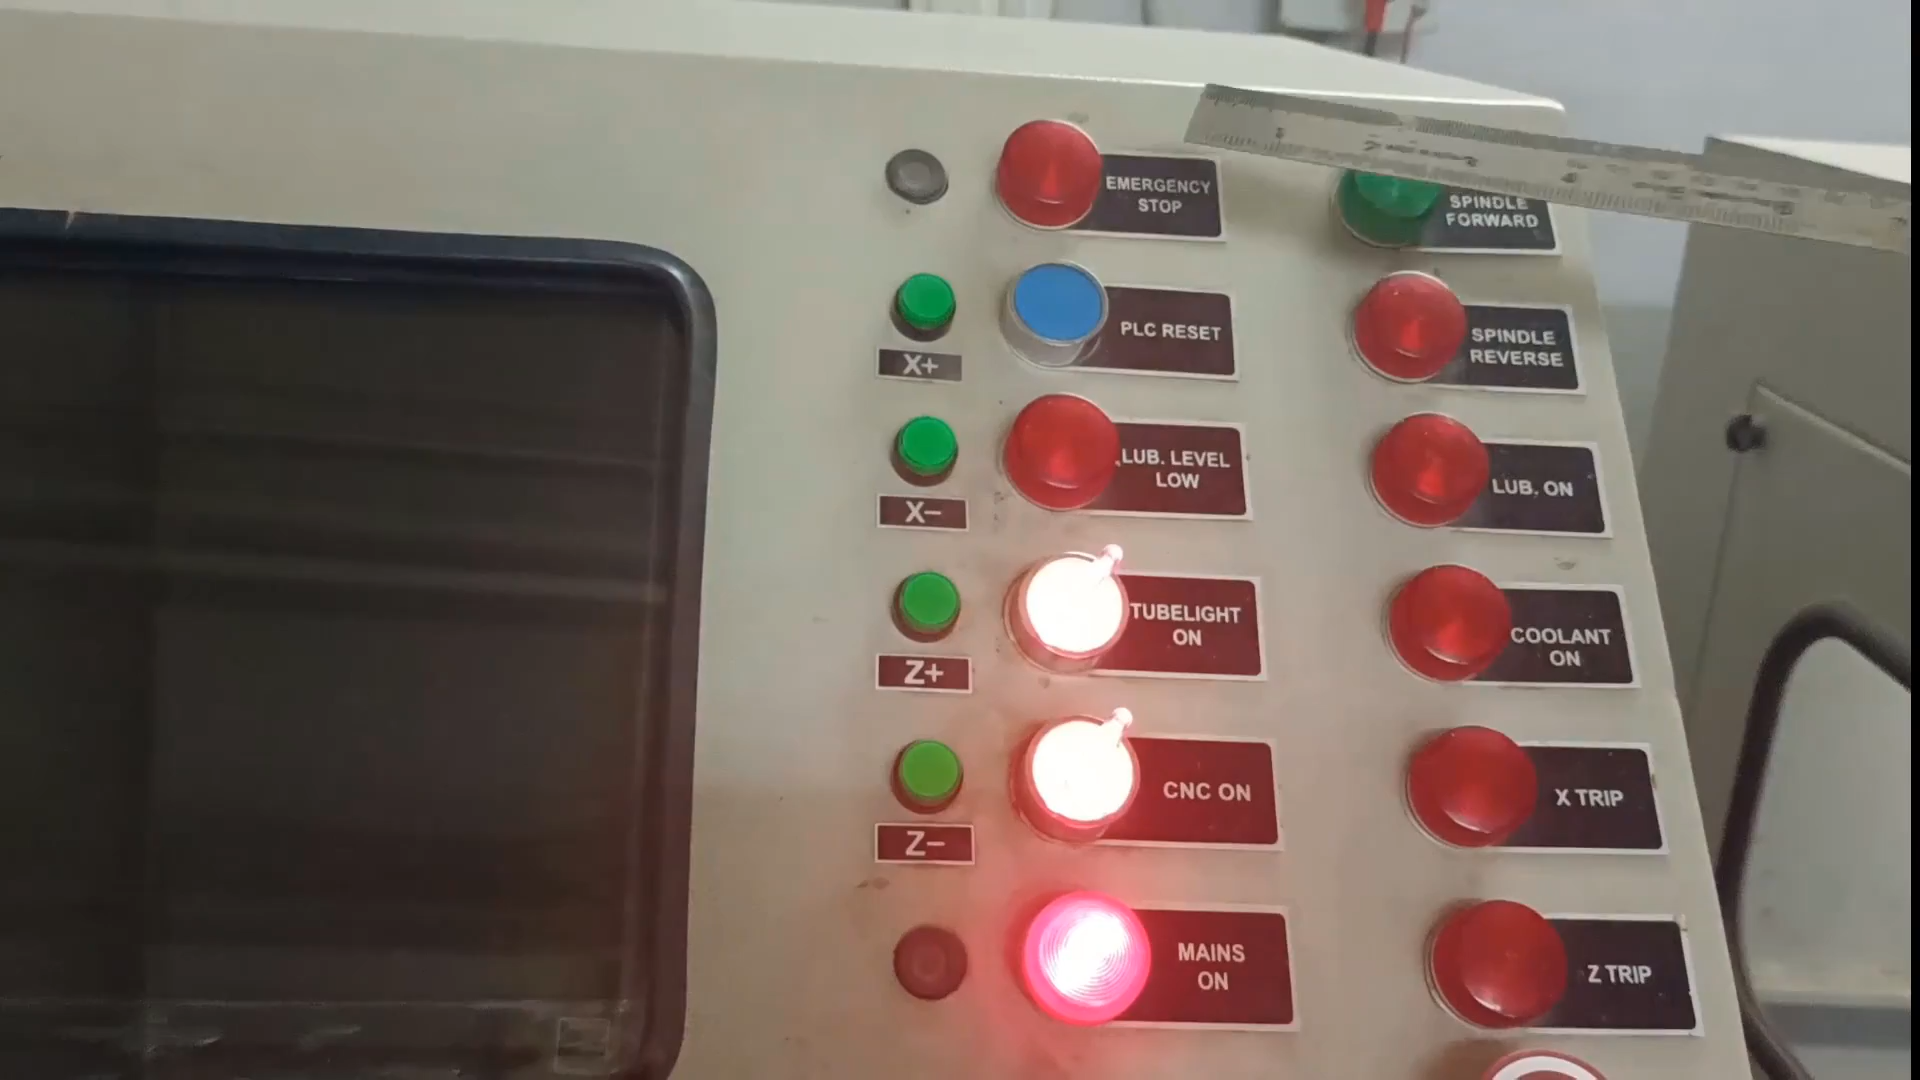 EMERGENCY
STOP
SPINDLE
FORWARD
PLC RESET
SPINDLE
REVERSE
X+
LUB. LEVEL
LOW
LUB. ON
X−
TUBELIGHT
ON
COOLANT
ON
Z+
CNC ON
X TRIP
Z−
MAINS
ON
Z TRIP